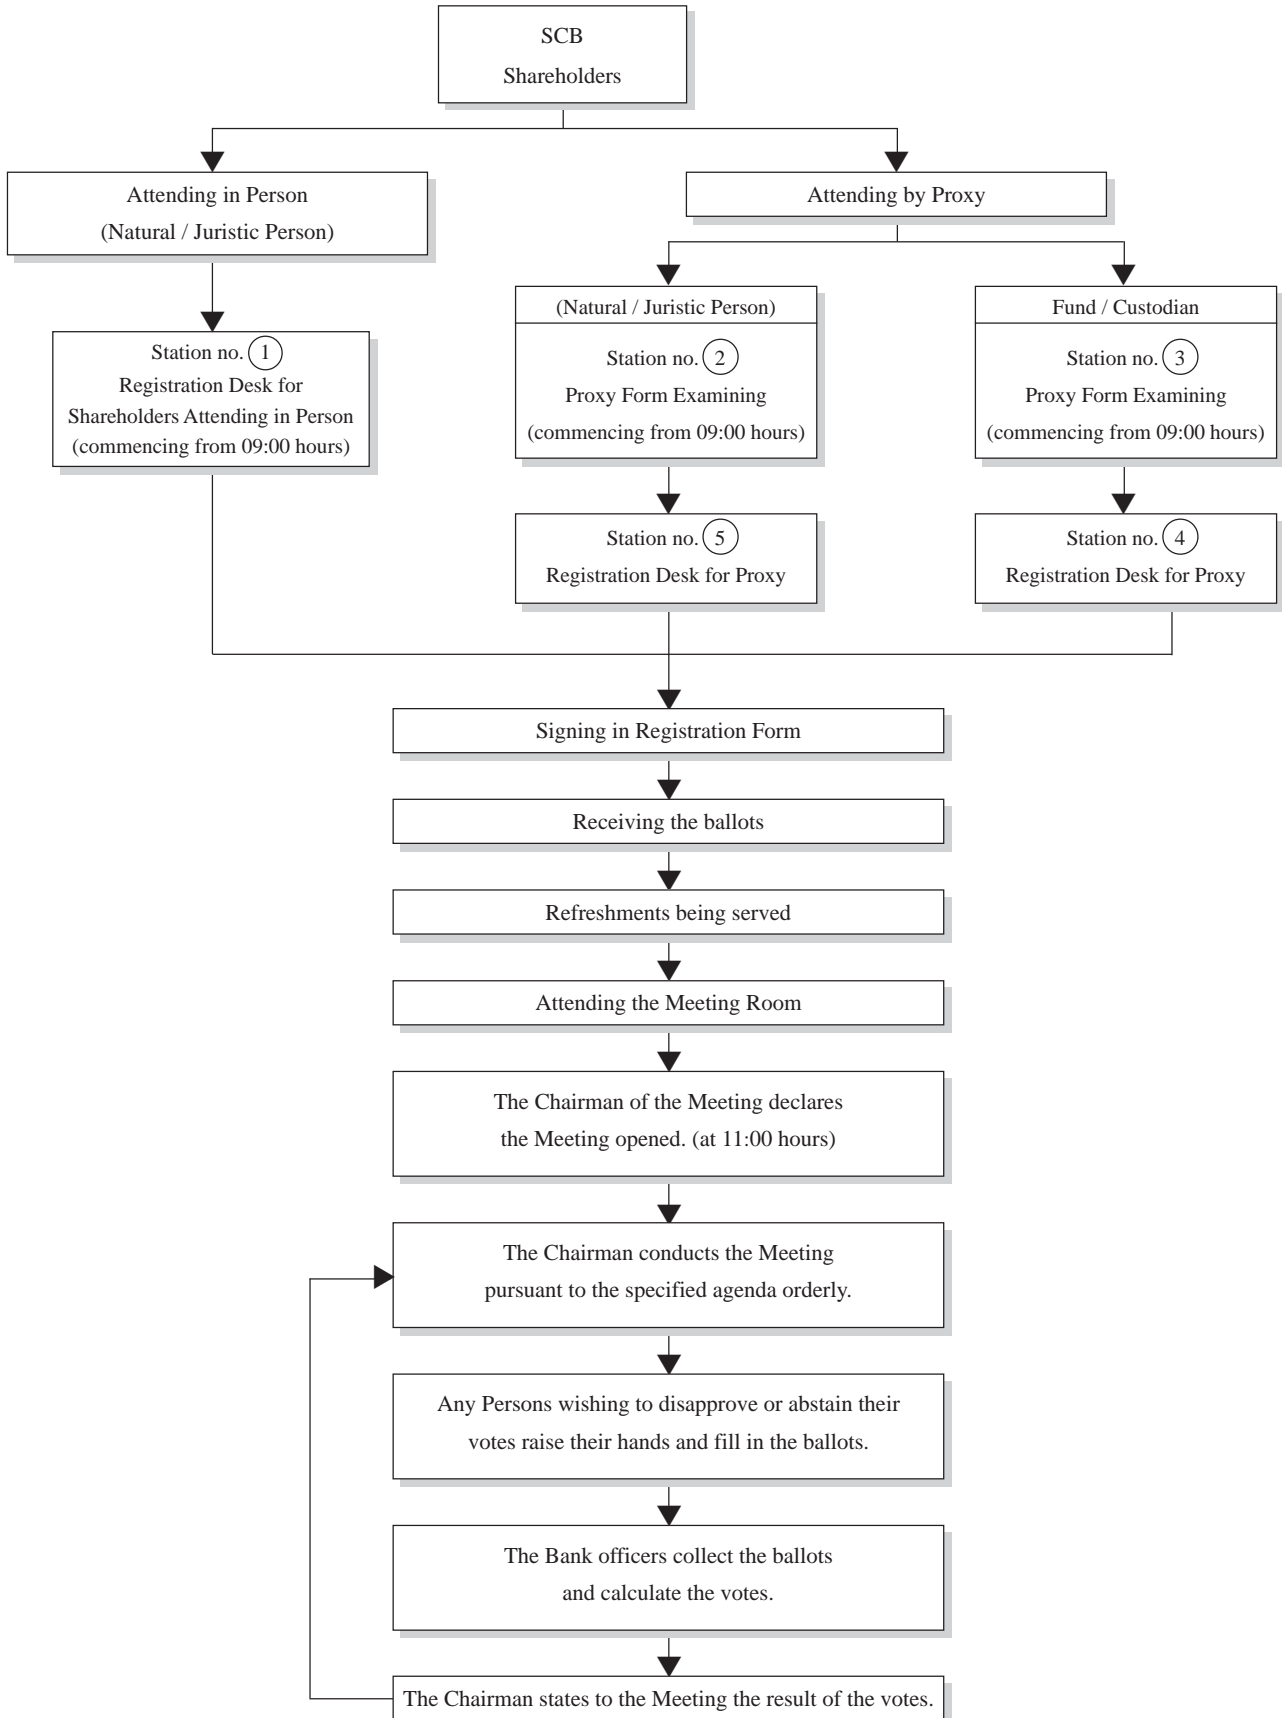 SCB
Shareholders
Attending in Person
(Natural / Juristic Person)
Attending by Proxy
Station no. 1
Registration Desk for
Shareholders Attending in Person
(commencing from 09:00 hours)
(Natural / Juristic Person)
Station no. 2
Proxy Form Examining
(commencing from 09:00 hours)
Fund / Custodian
Station no. 3
Proxy Form Examining
(commencing from 09:00 hours)
Station no. 5
Registration Desk for Proxy
Station no. 4
Registration Desk for Proxy
Signing in Registration Form
Receiving the ballots
Refreshments being served
Attending the Meeting Room
The Chairman of the Meeting declares
the Meeting opened. (at 11:00 hours)
The Chairman conducts the Meeting
pursuant to the specified agenda orderly.
Any Persons wishing to disapprove or abstain their
votes raise their hands and fill in the ballots.
The Bank officers collect the ballots
and calculate the votes.
The Chairman states to the Meeting the result of the votes.